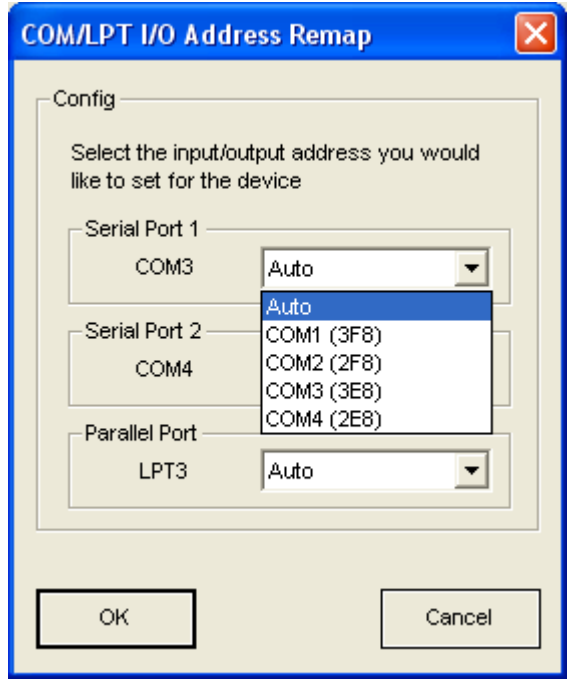 COM/LPT I/O Address Remap
Config
Select the input/output address you would
like to set for the device
Serial Port 1
COM3
Auto
Auto
COM1 (3F8)
COM2 (2F8)
COM3 (3E8)
COM4 (2E8)
Serial Port 2
COM4
Parallel Port
LPT3
Auto
OK
Cancel